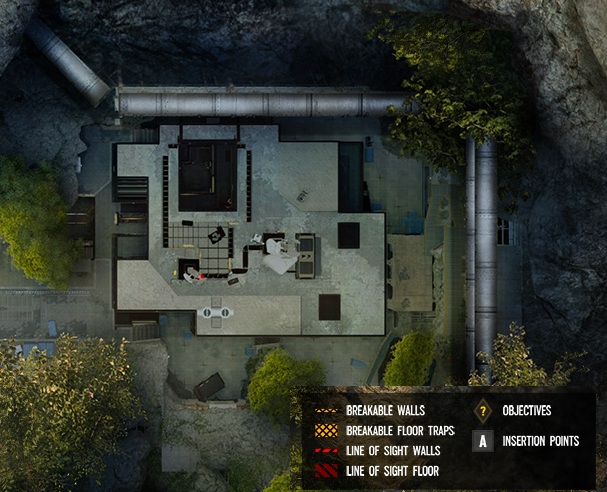 BREAKABLE WALLS
BREAKABLE FLOOR TRAPS
LINE OF SIGHT WALLS
LINE OF SIGHT FLOOR
? OBJECTIVES
A INSERTION POINTS